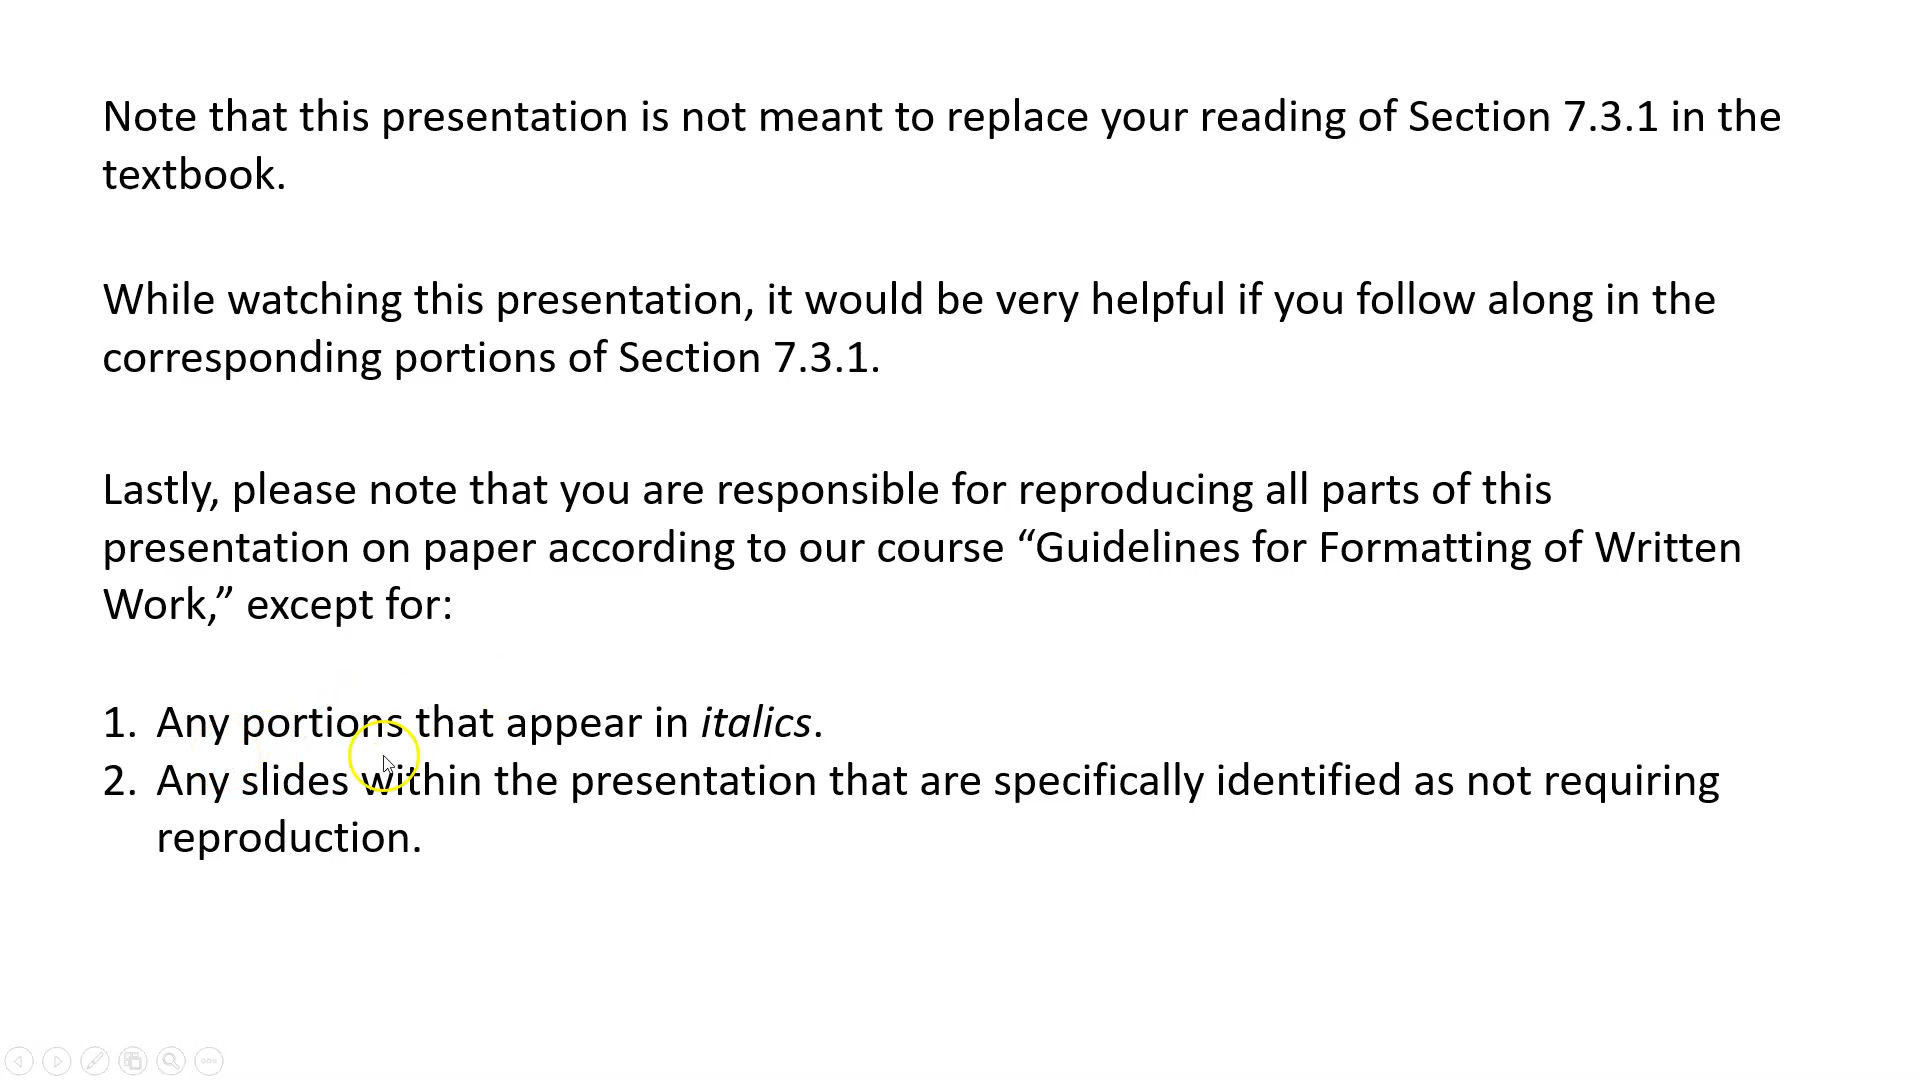 Note that this presentation is not meant to replace your reading of Section 7.3.1 in the
textbook.
While watching this presentation, it would be very helpful if you follow along in the
corresponding portions of Section 7.3.1.
Lastly, please note that you are responsible for reproducing all parts of this
presentation on paper according to our course “Guidelines for Formatting of Written
Work,” except for:
1. Any portions that appear in italics.
2. Any slides within the presentation that are specifically identified as not requiring
reproduction.